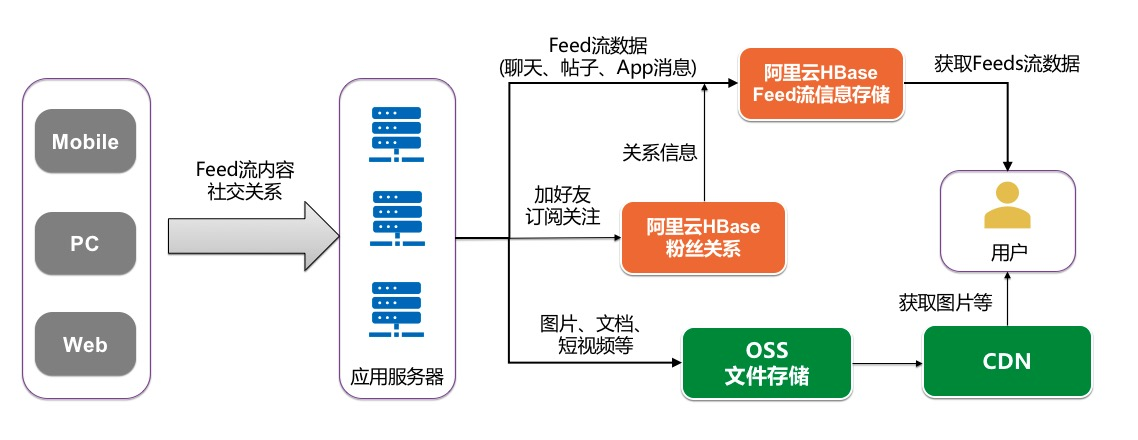 Mobile
PC
Web
Feed流内容
社交关系
应用服务器
Feed流数据
(聊天、帖子、App消息)
阿里云HBase
Feed流信息存储
获取Feeds流数据
关系信息
加好友
订阅关注
阿里云HBase
粉丝关系
用户
获取图片等
图片、文档、
短视频等
OSS
文件存储
CDN